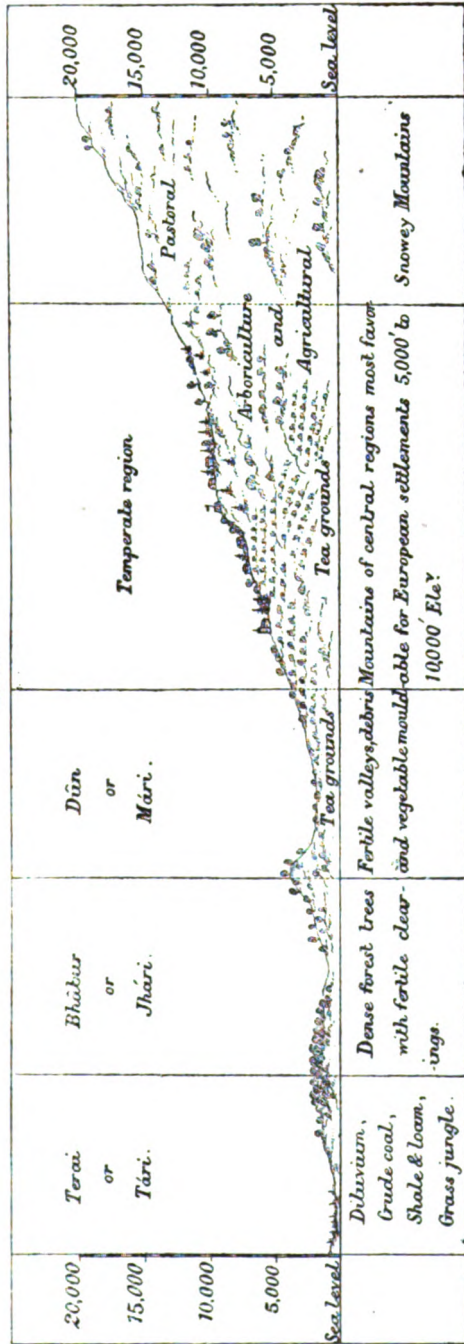 20,000
15,000
10,000
5,000
Sea level
Terai
or
Tári.
Bhúbur
or
Jhári.
Dûn
or
Mári.
Temperate region
Pastoral
Arboriculture
and
Agricultural
Tea grounds
Tea grounds
20,000
15,000
10,000
5,000
Sea level
Diluvium,
Crude coal,
Shale & loam,
Grass jungle.
Dense forest trees
with fertile clear-
-ings.
Fertile valleys, debris
and vegetable mould
Mountains of central regions most favor-
-able for European settlements 5,000' to
10,000' Eleṿ
Snowey Mountains